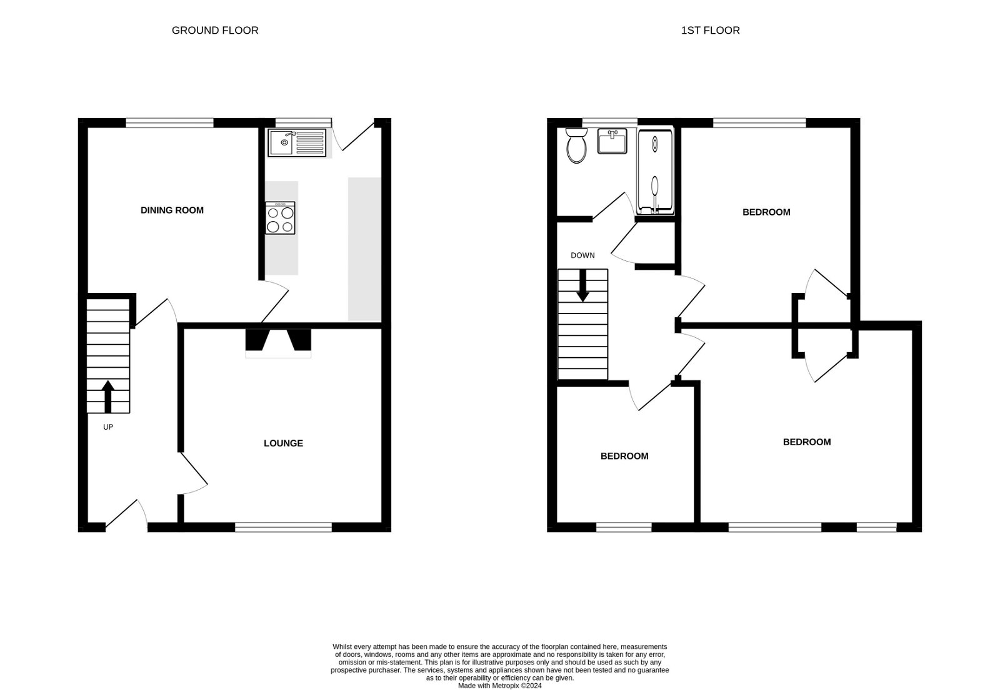 GROUND FLOOR
1ST FLOOR
DINING ROOM
UP
LOUNGE
BEDROOM
DOWN
BEDROOM
BEDROOM
Whilst every attempt has been made to ensure the accuracy of the floorplan contained here, measurements
of doors, windows, rooms and any other items are approximate and no responsibility is taken for any error,
omission or mis-statement. This plan is for illustrative purposes only and should be used as such by any
prospective purchaser. The services, systems and appliances shown have not been tested and no guarantee
as to their operability or efficiency can be given.
Made with Metropix ©2024